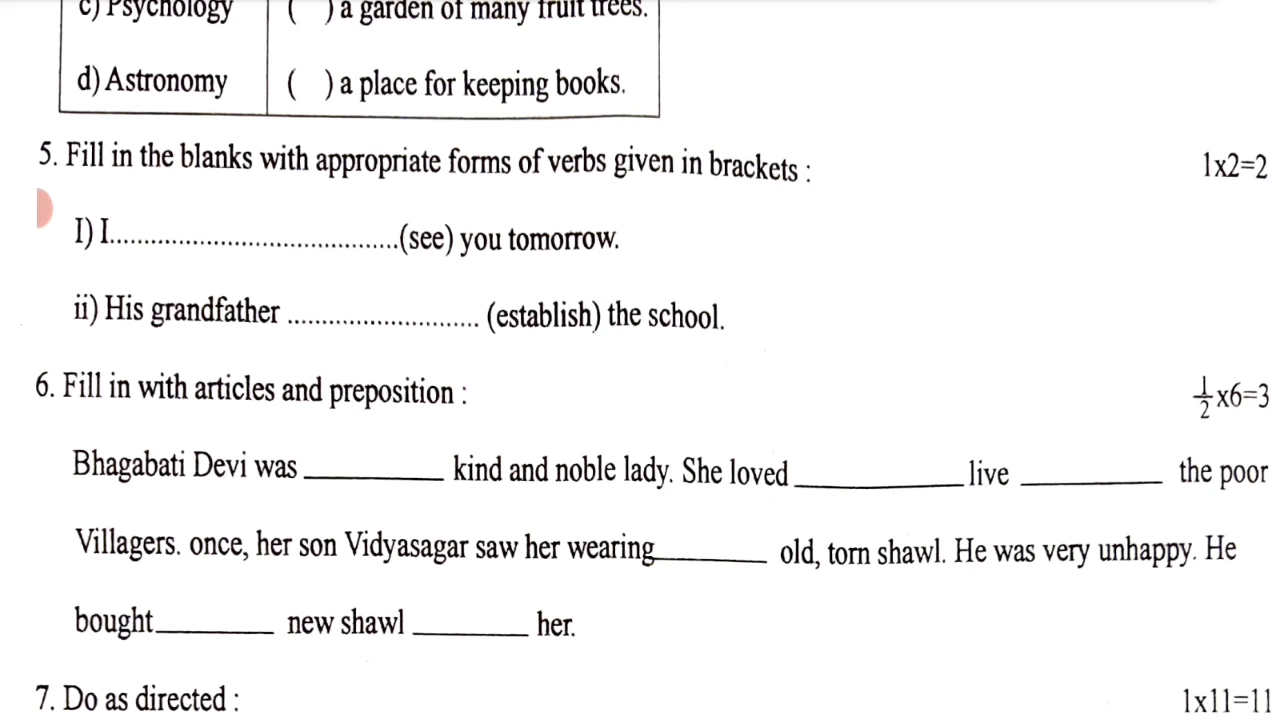 c) Psychology ( ) a garden of many fruit trees.
d) Astronomy ( ) a place for keeping books.
5. Fill in the blanks with appropriate forms of verbs given in brackets : 1x2=2
I) I..........................................(see) you tomorrow.
ii) His grandfather ............................ (establish) the school.
6. Fill in with articles and preposition : ½x6=3
Bhagabati Devi was __________ kind and noble lady. She loved ____________ live __________ the poor
Villagers. once, her son Vidyasagar saw her wearing________ old, torn shawl. He was very unhappy. He
bought________ new shawl ________ her.
7. Do as directed : 1x11=11